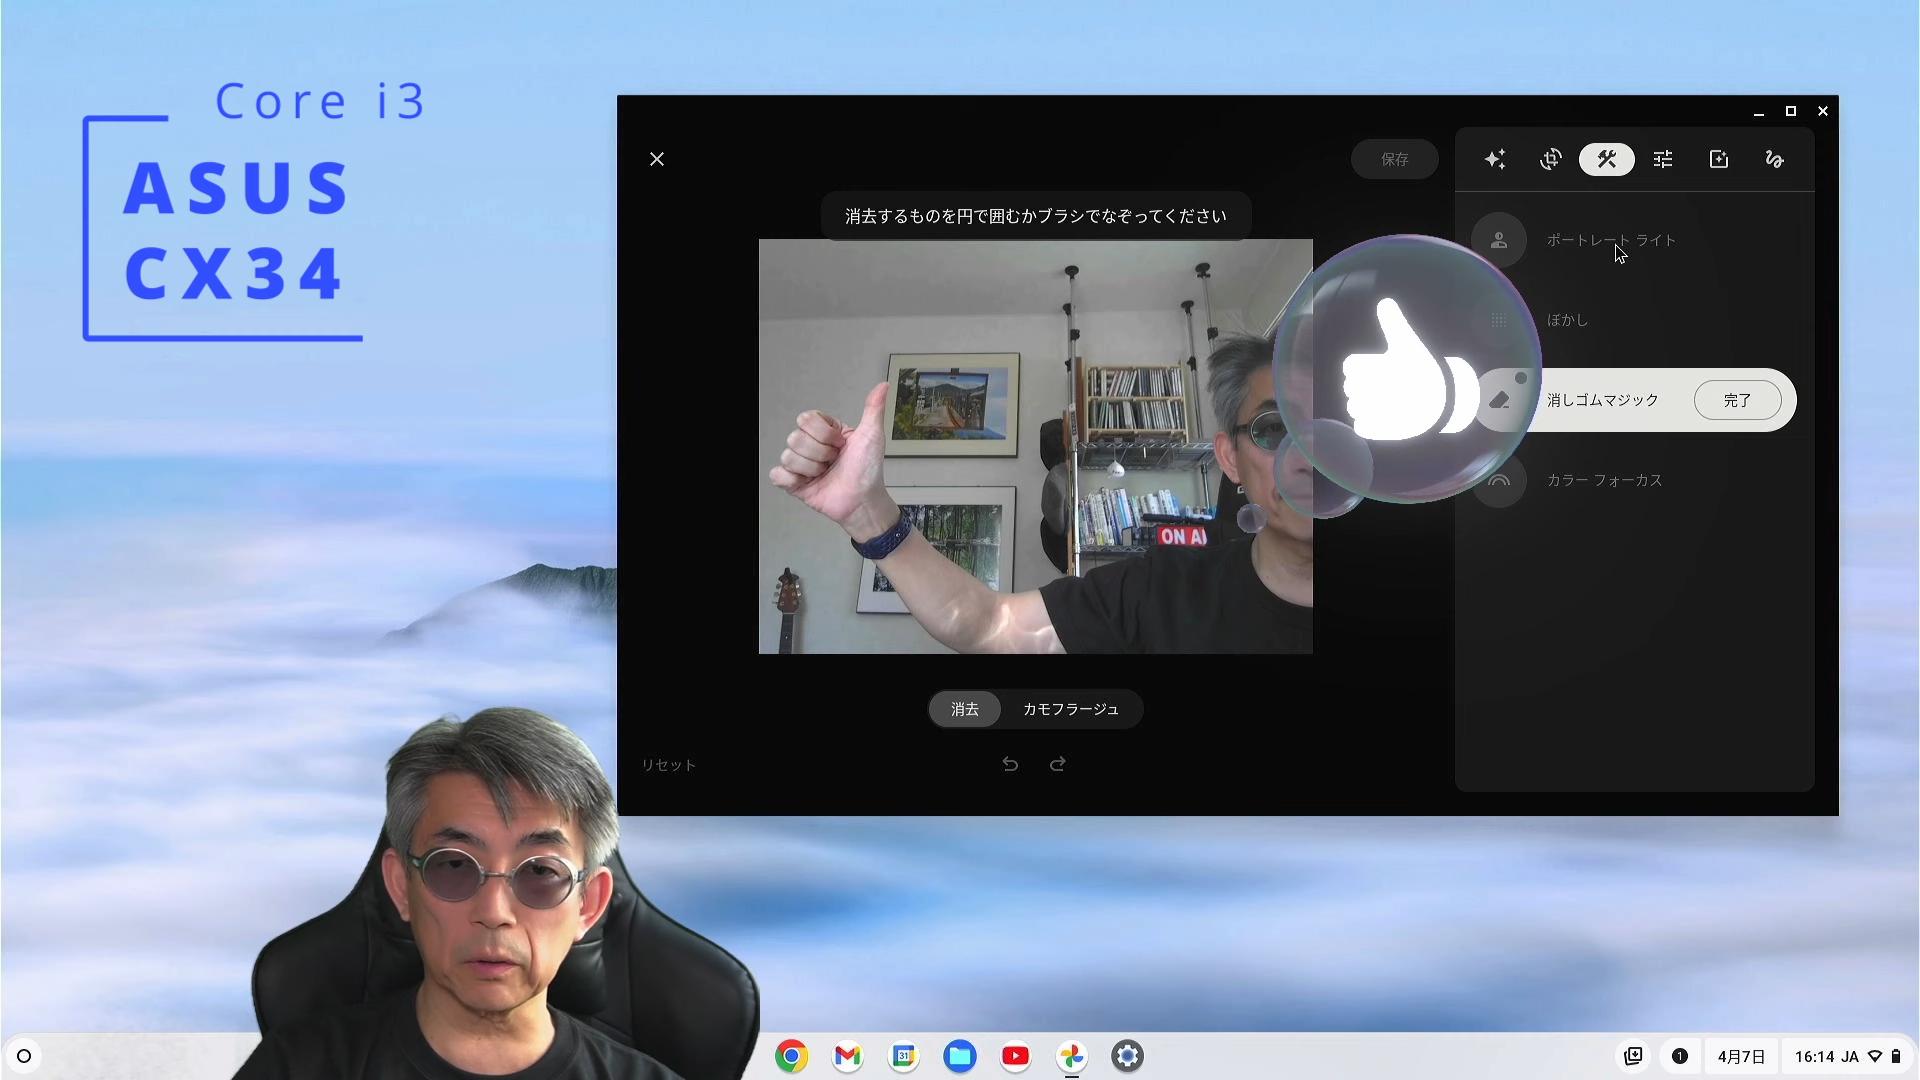 Core i3
ASUS
CX34
保存
消去するものを円で囲むかブラシでなぞってください
ポートレート ライト
ぼかし
消しゴムマジック
完了
カラー フォーカス
ON AI
消去
カモフラージュ
リセット
31
1
4月7日
16:14 JA